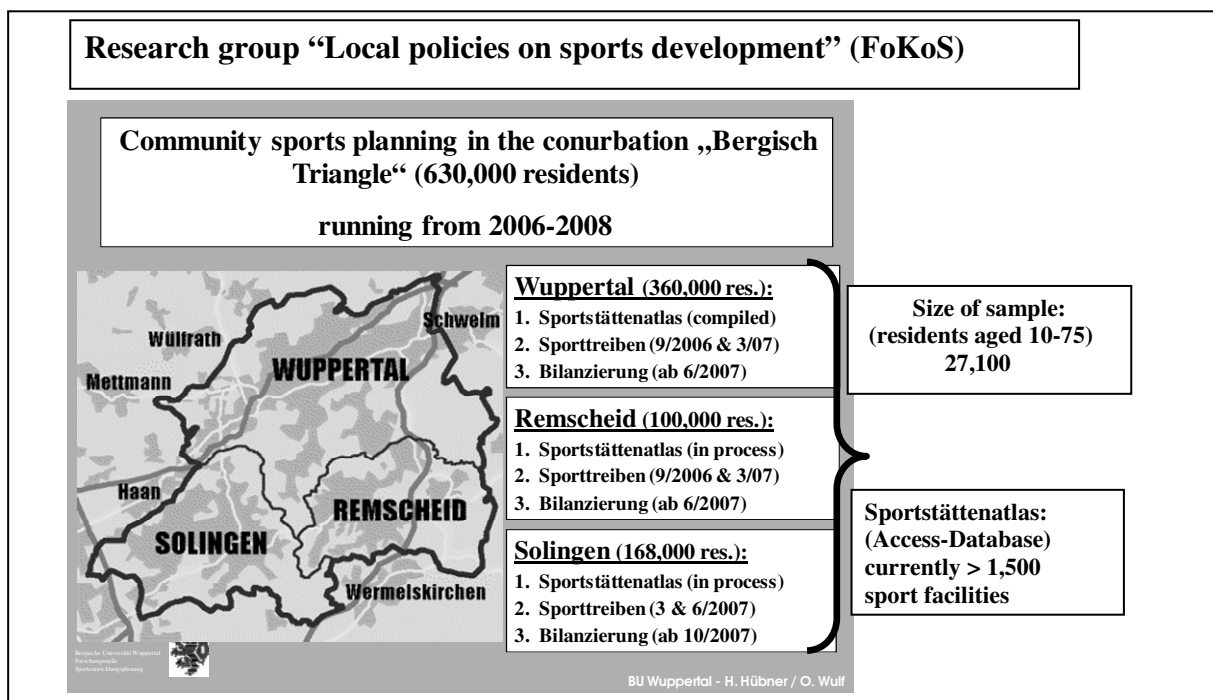 Research group “Local policies on sports development” (FoKoS)
Community sports planning in the conurbation „Bergisch
Triangle“ (630,000 residents)
running from 2006-2008
Wülfrath
Schwelm
WUPPERTAL
Mettmann
Haan
REMSCHEID
SOLINGEN
Wermelskirchen
Wuppertal (360,000 res.):
1. Sportstättenatlas (compiled)
2. Sporttreiben (9/2006 & 3/07)
3. Bilanzierung (ab 6/2007)
Remscheid (100,000 res.):
1. Sportstättenatlas (in process)
2. Sporttreiben (9/2006 & 3/07)
3. Bilanzierung (ab 6/2007)
Solingen (168,000 res.):
1. Sportstättenatlas (in process)
2. Sporttreiben (3 & 6/2007)
3. Bilanzierung (ab 10/2007)
Size of sample:
(residents aged 10-75)
27,100
Sportstättenatlas:
(Access-Database)
currently > 1,500
sport facilities
Bergische Universität Wuppertal
Forschungsstelle
Sportentwicklungsplanung
BU Wuppertal - H. Hübner / O. Wulf